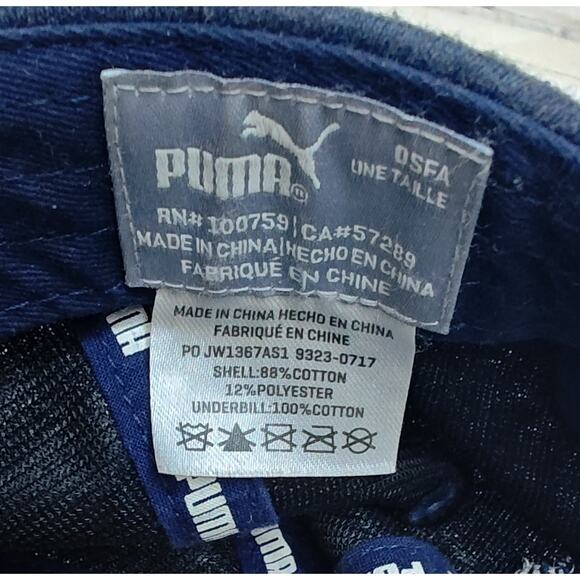 PUMA
OSFA
UNE TAILLE
RN# 100759 | CA#57289
MADE IN CHINA | HECHO EN CHINA
FABRIQUÉ EN CHINE
MADE IN CHINA HECHO EN CHINA
FABRIQUÉ EN CHINE
PO JW1367AS1 9323-0717
SHELL:88%COTTON
12%POLYESTER
UNDERBILL:100%COTTON
PUMA